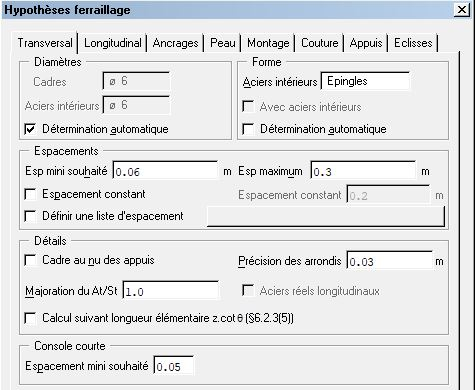 Hypothèses ferraillage
Transversal Longitudinal Ancrages Peau Montage Couture Appuis Eclisses
Diamètres
Cadres ø 6
Aciers intérieurs ø 6
Détermination automatique
Forme
Aciers intérieurs Epingles
Avec aciers intérieurs
Détermination automatique
Espacements
Esp mini souhaité 0.06 m Esp maximum 0.3 m
Espacement constant Espacement constant 0.2 m
Définir une liste d'espacement
Détails
Cadre au nu des appuis Précision des arrondis 0.03 m
Majoration du At/St 1.0 Aciers réels longitudinaux
Calcul suivant longueur élémentaire z.cot θ (§6.2.3(5))
Console courte
Espacement mini souhaité 0.05